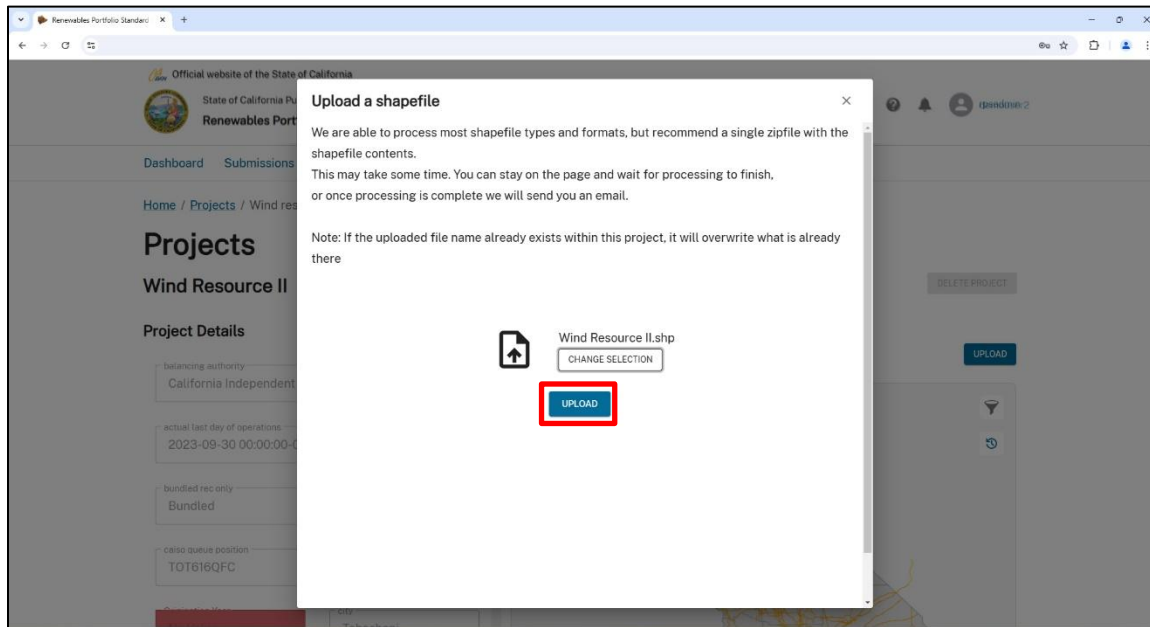 Renewables Portfolio Standard
Official website of the State of California
State of California Pu
Renewables Port
Dashboard Submissions
Home / Projects / Wind res
Projects
Wind Resource II
DELETE PROJECT
Project Details
UPLOAD
balancing authority
California Independent
actual last day of operations
2023-09-30 00:00:00-0
bundled rec only
Bundled
caiso queue position
TOT616QFC
city
Upload a shapefile
We are able to process most shapefile types and formats, but recommend a single zipfile with the
shapefile contents.
This may take some time. You can stay on the page and wait for processing to finish,
or once processing is complete we will send you an email.
Note: If the uploaded file name already exists within this project, it will overwrite what is already
there
Wind Resource II.shp
CHANGE SELECTION
UPLOAD